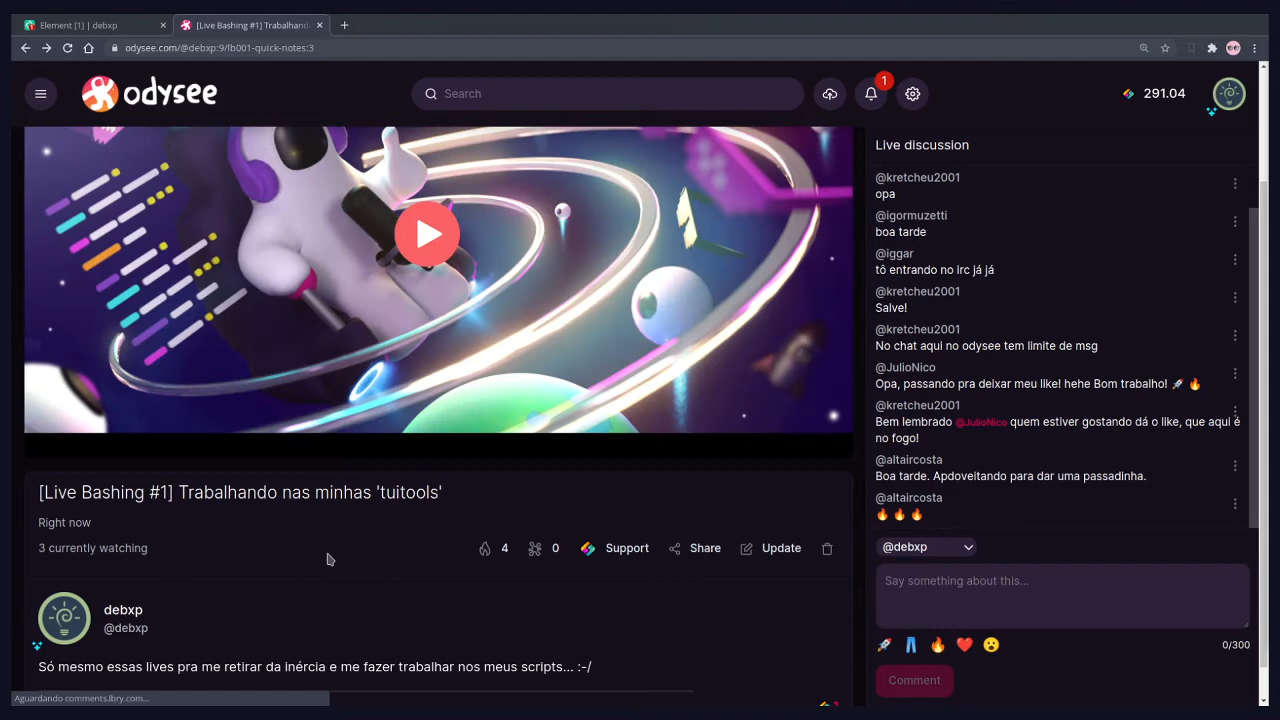 Element [1] | debxp
[Live Bashing #1] Trabalhand
odysee.com/@debxp:9/lb001-quick-notes:3
odysee
Search
1
291.04
Live discussion
@kretcheu2001
opa
@igormuzetti
boa tarde
@iggar
tô entrando no irc já já
@kretcheu2001
Salve!
@kretcheu2001
No chat aqui no odysee tem limite de msg
@JulioNico
Opa, passando pra deixar meu like! hehe Bom trabalho! 🚀 🔥
@kretcheu2001
Bem lembrado @JulioNico quem estiver gostando dá o like, que aqui é
no fogo!
@altaircosta
Boa tarde. Apdoveitando para dar uma passadinha.
@altaircosta
🔥 🔥 🔥
[Live Bashing #1] Trabalhando nas minhas 'tuitools'
Right now
3 currently watching
4
0
Support
Share
Update
@debxp
Say something about this...
0/300
Comment
debxp
@debxp
Só mesmo essas lives pra me retirar da inércia e me fazer trabalhar nos meus scripts... :-/
Aguardando comments.lbry.com...